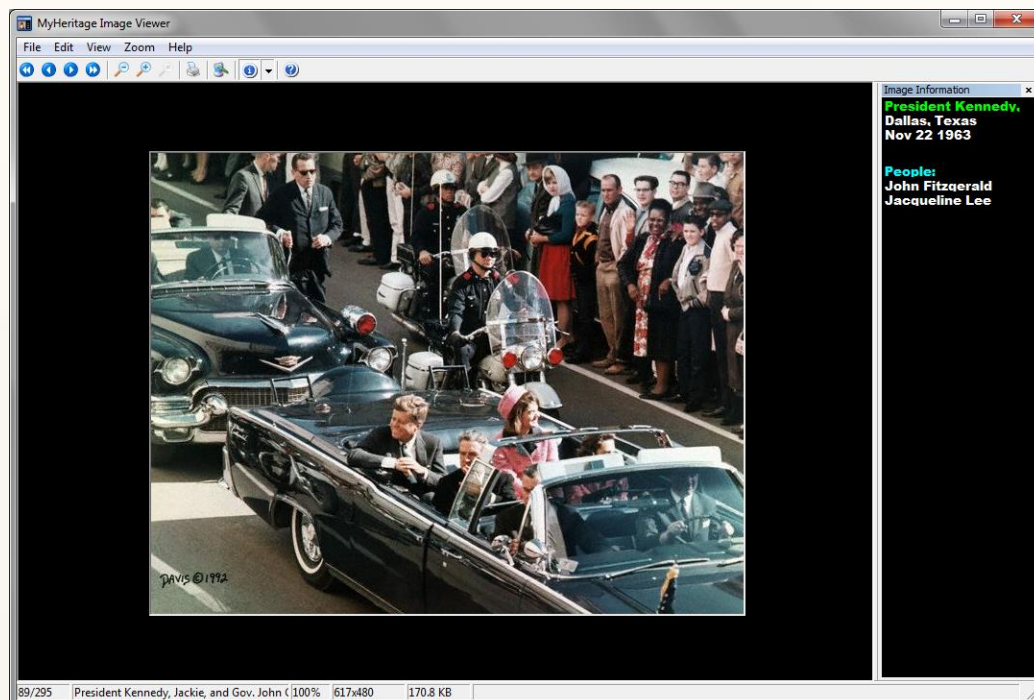 MyHeritage Image Viewer
File Edit View Zoom Help
Image Information
President Kennedy,
Dallas, Texas
Nov 22 1963
People:
John Fitzgerald
Jacqueline Lee
DAVIS © 1992
89/295 President Kennedy, Jackie, and Gov. John 100% 617x480 170.8 KB